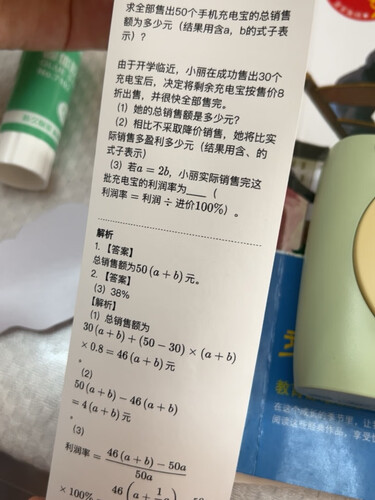 求全部售出50个手机充电宝的总销售
额为多少元（结果用含a，b的式子表
示）？
由于开学临近，小丽在成功售出30个
充电宝后，决定将剩余充电宝按售价8
折出售，并很快全部售完。
(1) 她的总销售额是多少元？
(2) 相比不采取降价销售，她将比实
际销售多盈利多少元（结果用含、的
式子表示）
(3) 若a = 2b，小丽实际销售完这
批充电宝的利润率为___（
利润率 = 利润 ÷ 进价100%）。
解析
1.【答案】
总销售额为50(a+b)元。
2.【答案】
(3) 38%
【解析】
(1) 总销售额为
30(a+b)+(50−30)×(a+b)
×0.8=46(a+b)元
。
(2)
50(a+b)−46(a+b)
=4(a+b)元
。
(3)
利润率 = 46(a+b)−50a / 50a
× 100%
教育